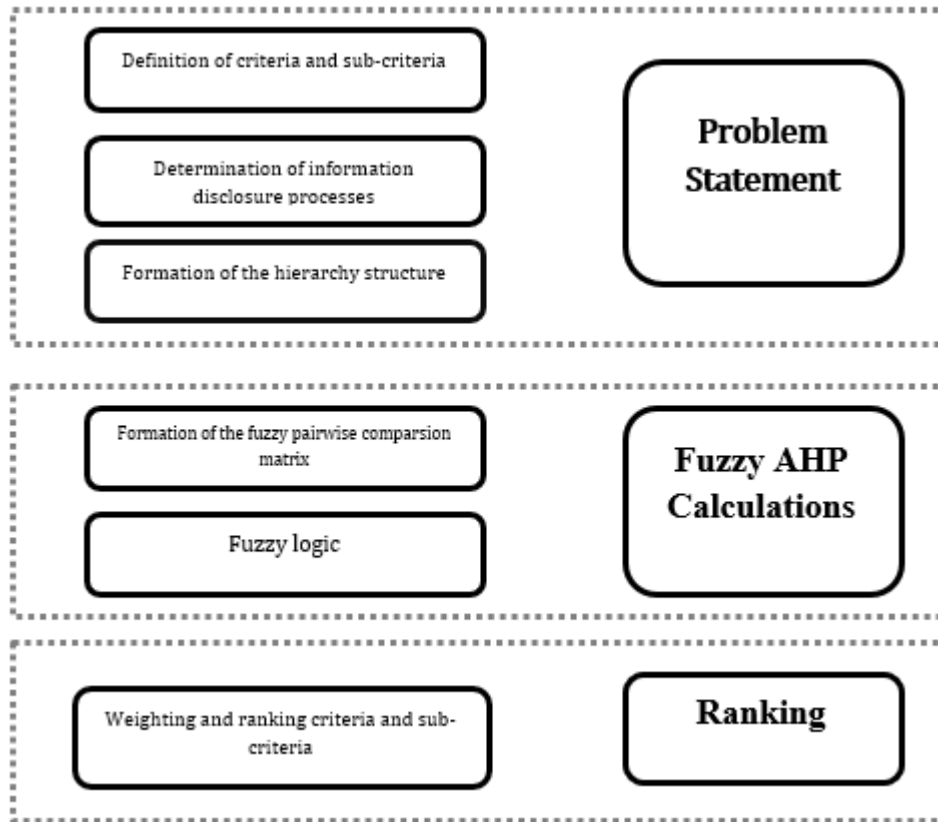 Definition of criteria and sub-criteria
Determination of information
disclosure processes
Formation of the hierarchy structure
Problem
Statement
Formation of the fuzzy pairwise comparsion
matrix
Fuzzy logic
Fuzzy AHP
Calculations
Weighting and ranking criteria and sub-
criteria
Ranking